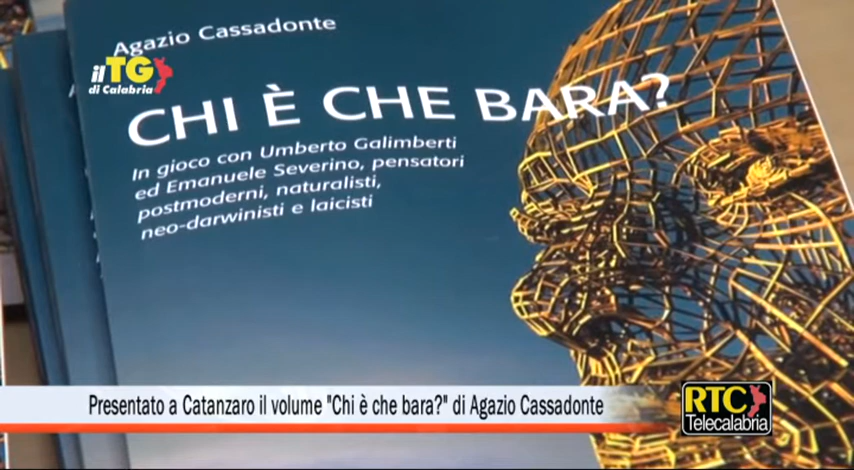 Agazio Cassadonte
il TG
di Calabria
CHI È CHE BARA?
In gioco con Umberto Galimberti
ed Emanuele Severino, pensatori
postmoderni, naturalisti,
neo-darwinisti e laicisti
Presentato a Catanzaro il volume "Chi è che bara?" di Agazio Cassadonte
RTC
Telecalabria